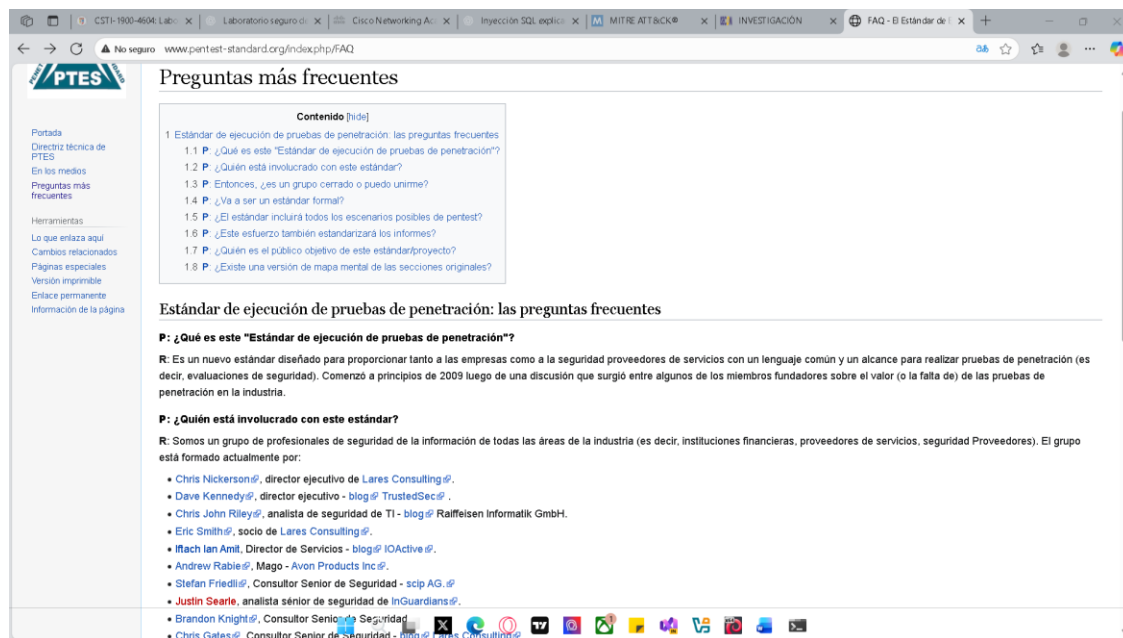 CSTI-1900-4604: Labo
Laboratorio seguro d
Cisco Networking Ac
Inyección SQL explica
MITRE ATT&CK®
INVESTIGACIÓN
FAQ - El Estándar de
No seguro
www.pentest-standard.org/index.php/FAQ
PTES
Portada
Directriz técnica de
PTES
En los medios
Preguntas más
frecuentes
Herramientas
Lo que enlaza aquí
Cambios relacionados
Páginas especiales
Versión imprimible
Enlace permanente
Información de la página
Preguntas más frecuentes
Contenido [hide]
1 Estándar de ejecución de pruebas de penetración: las preguntas frecuentes
1.1 P: ¿Qué es este "Estándar de ejecución de pruebas de penetración"?
1.2 P: ¿Quién está involucrado con este estándar?
1.3 P: Entonces, ¿es un grupo cerrado o puedo unirme?
1.4 P: ¿Va a ser un estándar formal?
1.5 P: ¿El estándar incluirá todos los escenarios posibles de pentest?
1.6 P: ¿Este esfuerzo también estandarizará los informes?
1.7 P: ¿Quién es el público objetivo de este estándar/proyecto?
1.8 P: ¿Existe una versión de mapa mental de las secciones originales?
Estándar de ejecución de pruebas de penetración: las preguntas frecuentes
P: ¿Qué es este "Estándar de ejecución de pruebas de penetración"?
R: Es un nuevo estándar diseñado para proporcionar tanto a las empresas como a la seguridad proveedores de servicios con un lenguaje común y un alcance para realizar pruebas de penetración (es
decir, evaluaciones de seguridad). Comenzó a principios de 2009 luego de una discusión que surgió entre algunos de los miembros fundadores sobre el valor (o la falta de) de las pruebas de
penetración en la industria.
P: ¿Quién está involucrado con este estándar?
R: Somos un grupo de profesionales de seguridad de la información de todas las áreas de la industria (es decir, instituciones financieras, proveedores de servicios, seguridad Proveedores). El grupo
está formado actualmente por:
• Chris Nickerson, director ejecutivo de Lares Consulting.
• Dave Kennedy, director ejecutivo - blog TrustedSec .
• Chris John Riley, analista de seguridad de TI - blog Raiffeisen Informatik GmbH.
• Eric Smith, socio de Lares Consulting.
• Iftach Ian Amit, Director de Servicios - blog IOActive.
• Andrew Rabie, Mago - Avon Products Inc.
• Stefan Friedli, Consultor Senior de Seguridad - scip AG.
• Justin Searle, analista sénior de seguridad de InGuardians.
• Brandon Knight, Consultor Senior de Seguridad
• Chris Gates, Consultor Senior de Seguridad - blog Lares Consulting